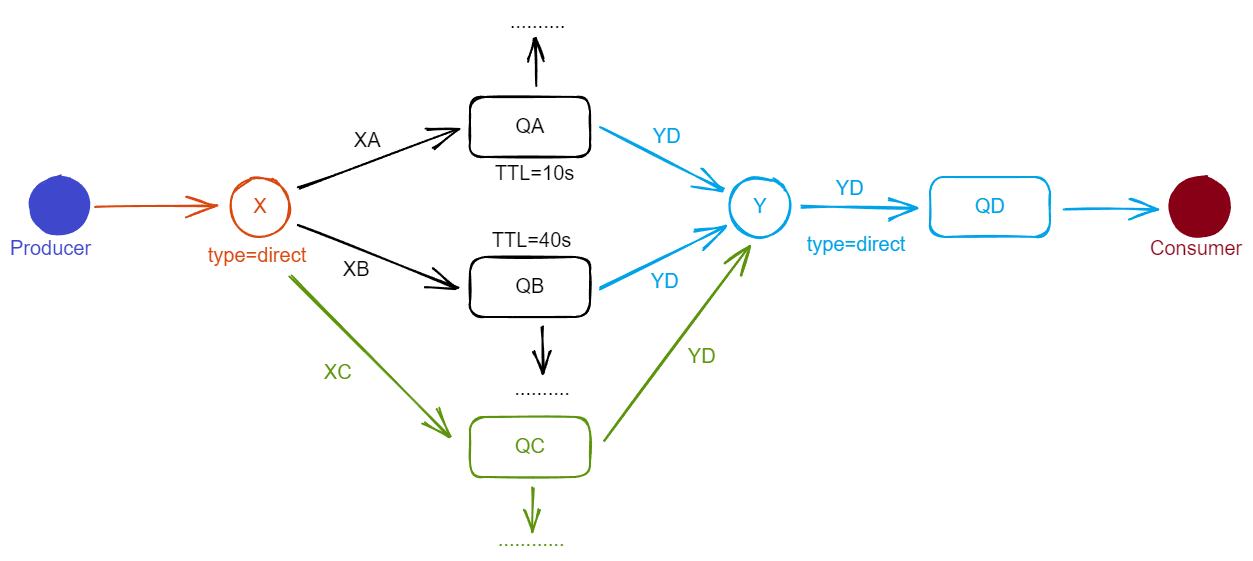 ..........
QA
TTL=10s
XA
YD
Producer
X
type=direct
XB
TTL=40s
QB
YD
..........
Y
YD
type=direct
QD
Consumer
XC
YD
QC
............